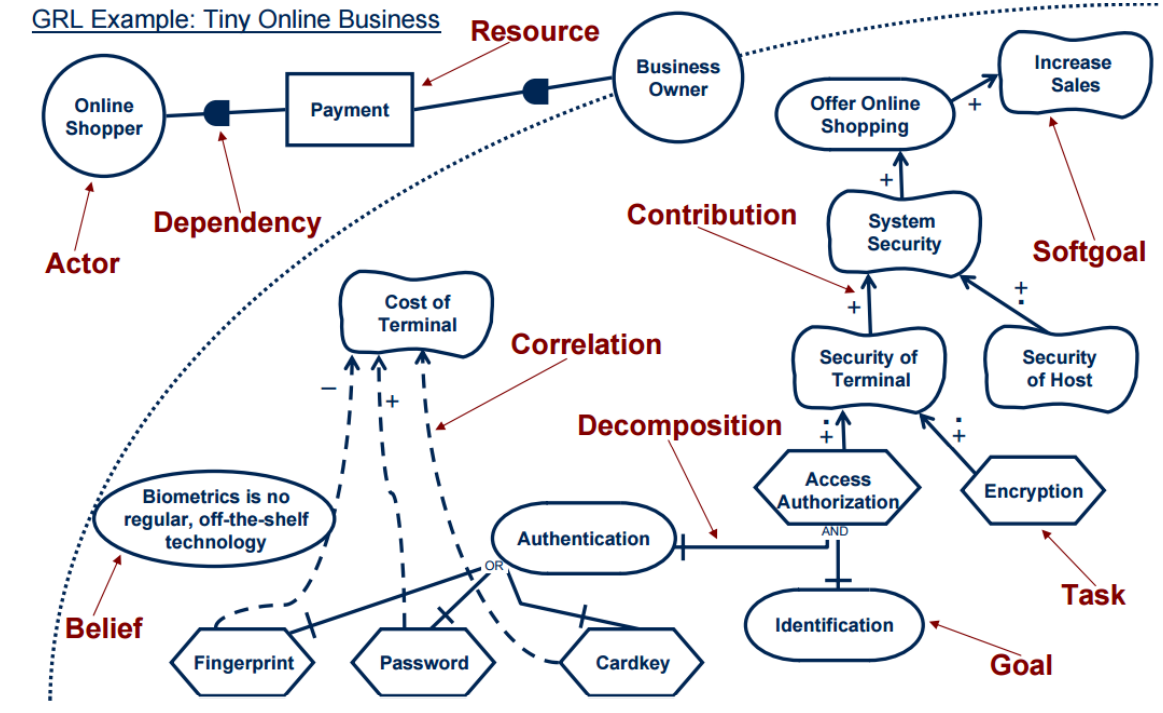 GRL Example: Tiny Online Business
Resource
Online
Shopper
Payment
Business
Owner
Offer Online
Shopping
+
Increase
Sales
Dependency
Actor
Contribution
+
System
Security
Softgoal
Cost of
Terminal
Correlation
–
+
+
+
Security of
Terminal
Security
of Host
Decomposition
+
+
Access
Authorization
Encryption
AND
Biometrics is no
regular, off-the-shelf
technology
Authentication
OR
Belief
Task
Fingerprint
Password
Cardkey
Identification
Goal